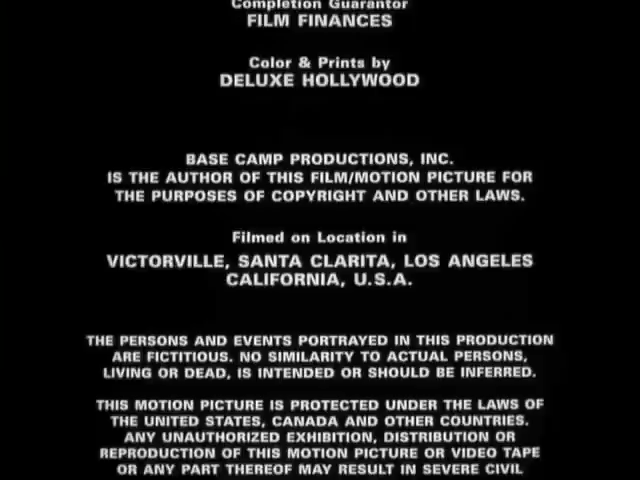 Completion Guarantor
FILM FINANCES
Color & Prints by
DELUXE HOLLYWOOD
BASE CAMP PRODUCTIONS, INC.
IS THE AUTHOR OF THIS FILM/MOTION PICTURE FOR
THE PURPOSES OF COPYRIGHT AND OTHER LAWS.
Filmed on Location in
VICTORVILLE, SANTA CLARITA, LOS ANGELES
CALIFORNIA, U.S.A.
THE PERSONS AND EVENTS PORTRAYED IN THIS PRODUCTION
ARE FICTITIOUS. NO SIMILARITY TO ACTUAL PERSONS,
LIVING OR DEAD, IS INTENDED OR SHOULD BE INFERRED.
THIS MOTION PICTURE IS PROTECTED UNDER THE LAWS OF
THE UNITED STATES, CANADA AND OTHER COUNTRIES.
ANY UNAUTHORIZED EXHIBITION, DISTRIBUTION OR
REPRODUCTION OF THIS MOTION PICTURE OR VIDEO TAPE
OR ANY PART THEREOF MAY RESULT IN SEVERE CIVIL